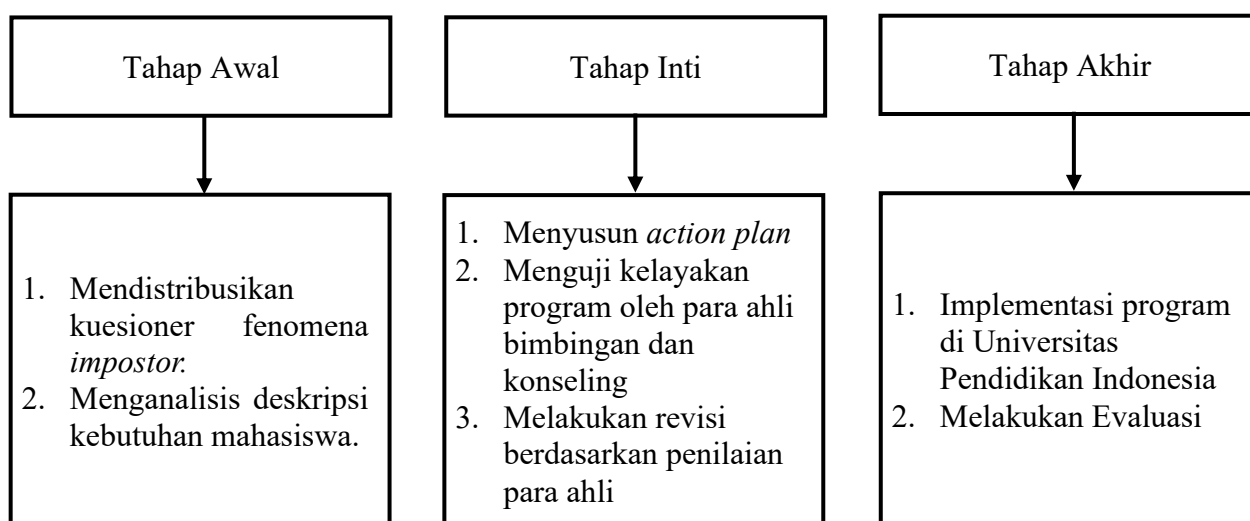 Tahap Awal
Tahap Inti
Tahap Akhir
1. Mendistribusikan
kuesioner fenomena
impostor.
2. Menganalisis deskripsi
kebutuhan mahasiswa.
1. Menyusun action plan
2. Menguji kelayakan
program oleh para ahli
bimbingan dan
konseling
3. Melakukan revisi
berdasarkan penilaian
para ahli
1. Implementasi program
di Universitas
Pendidikan Indonesia
2. Melakukan Evaluasi